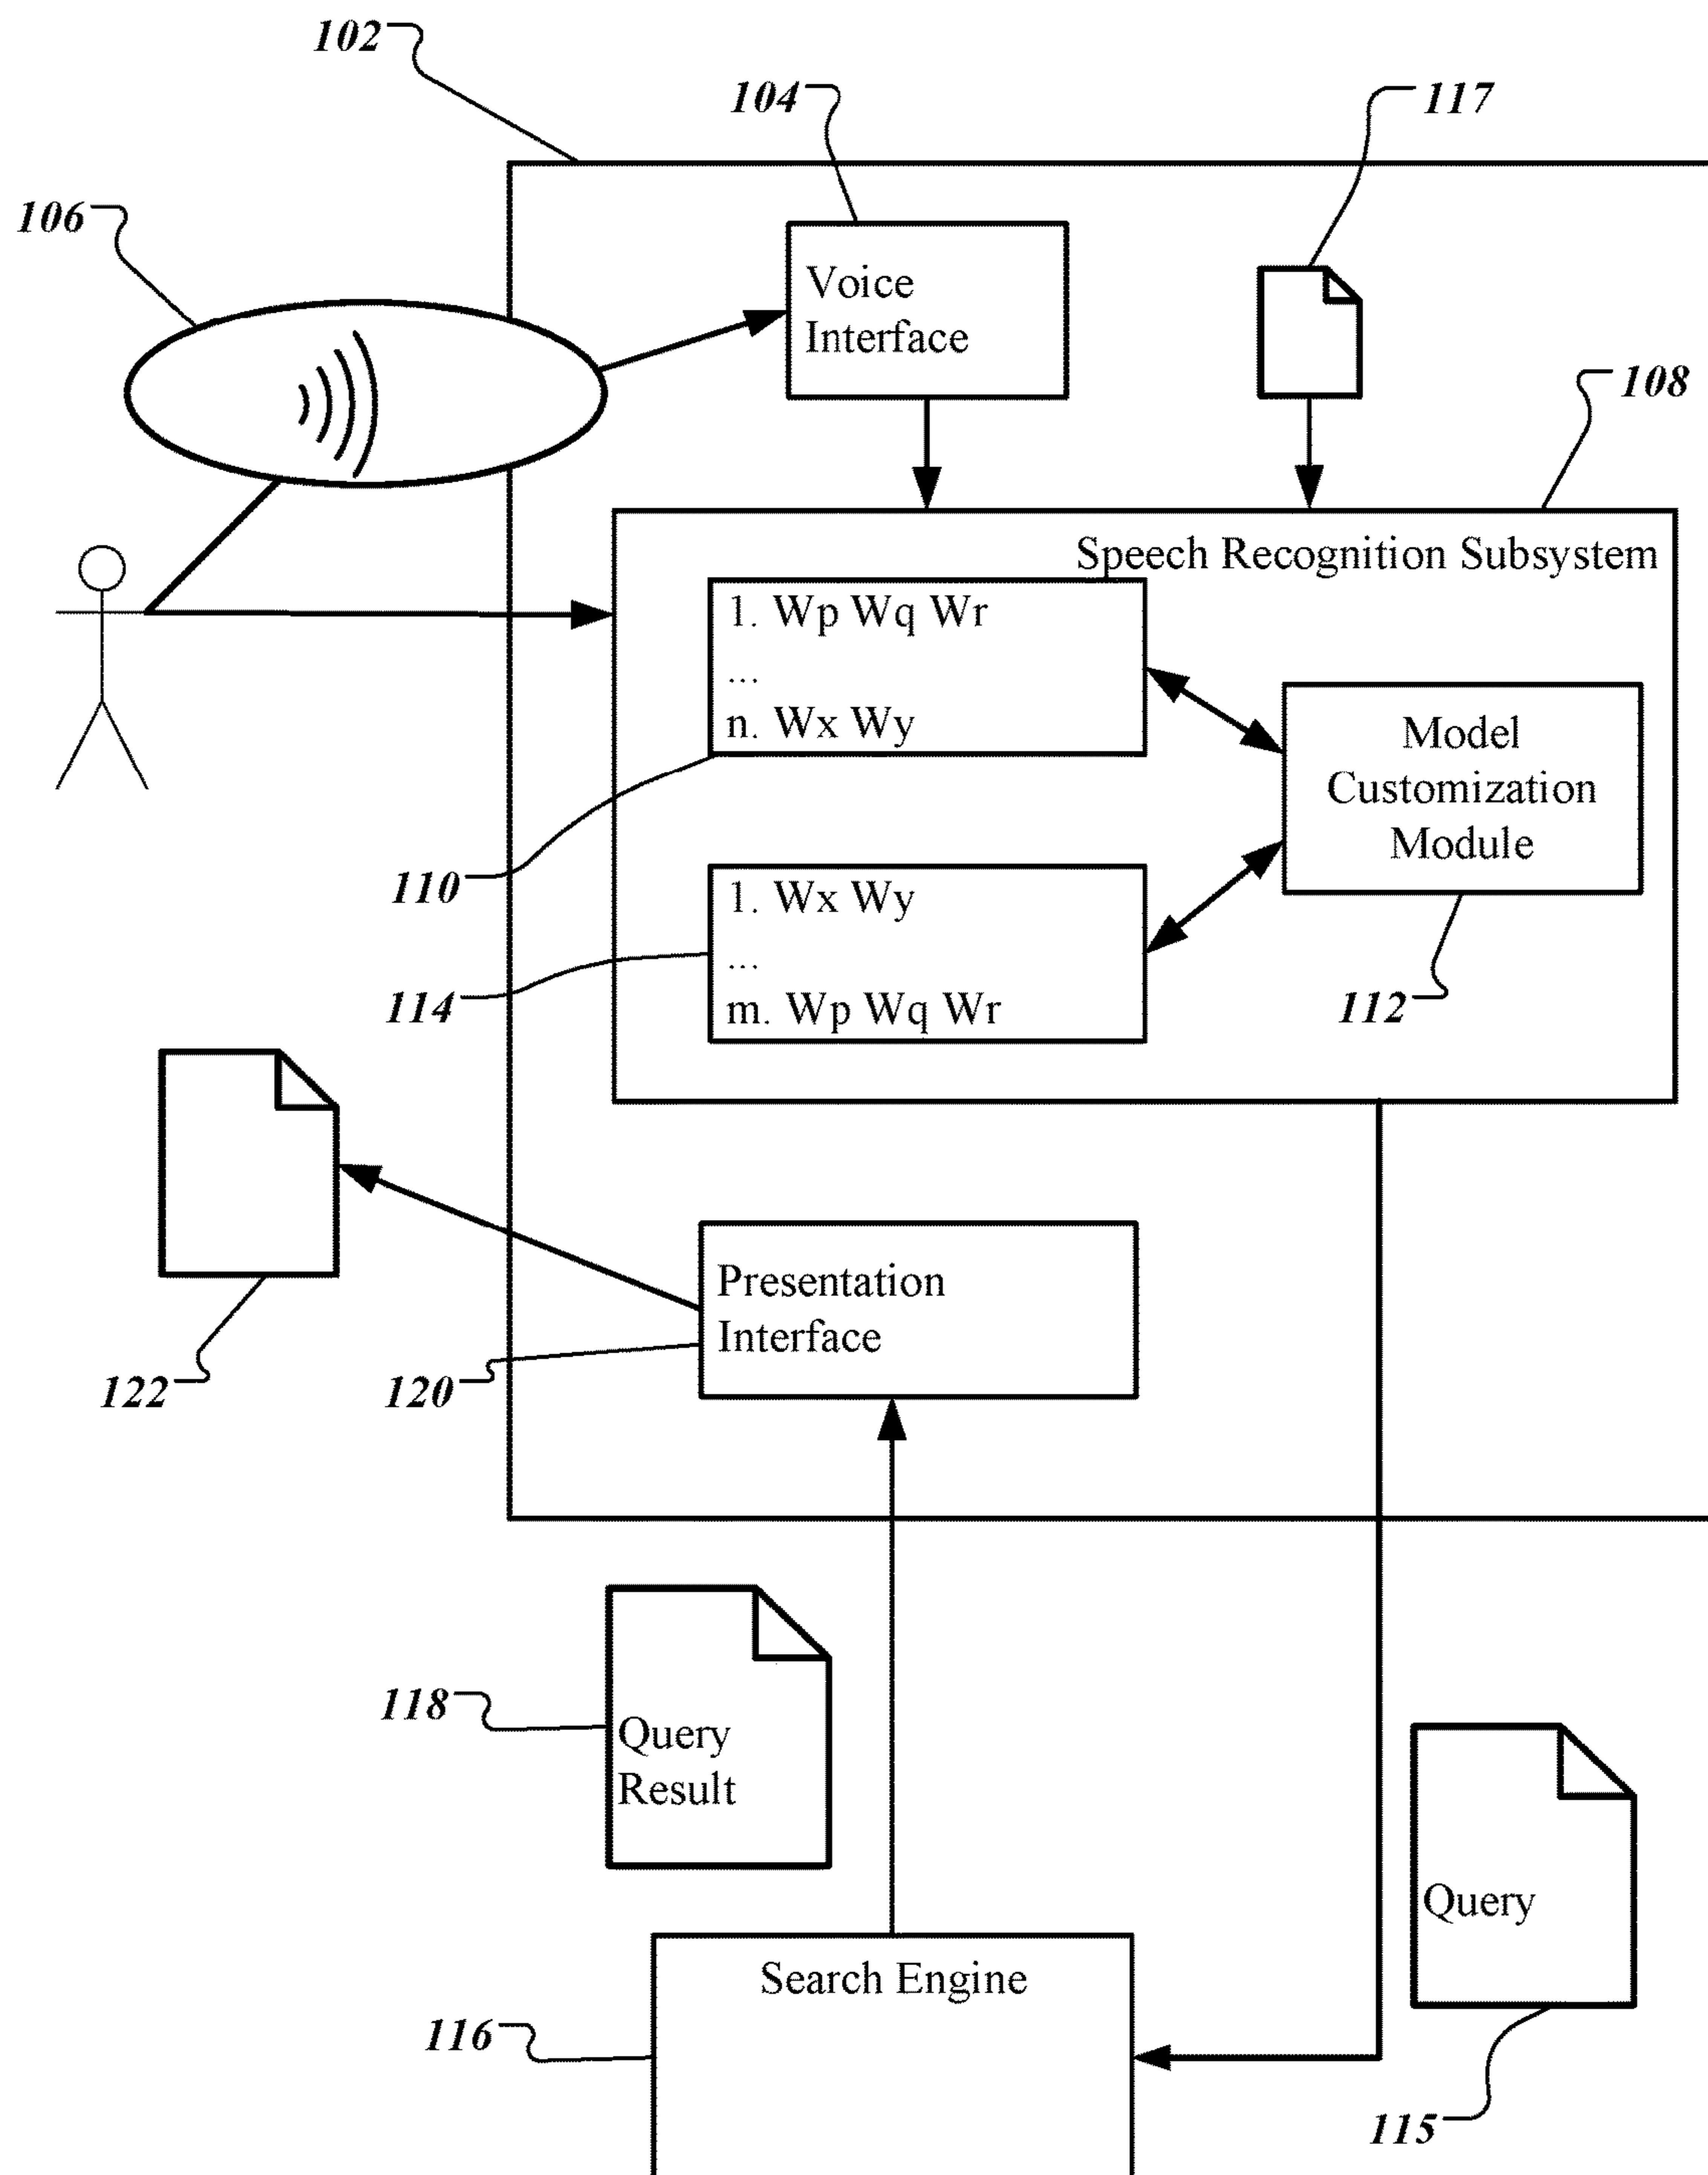 102
104
117
106
Voice
Interface
108
Speech Recognition Subsystem
1. Wp Wq Wr
...
n. Wx Wy
Model
Customization
Module
110
1. Wx Wy
...
m. Wp Wq Wr
114
112
Presentation
Interface
122
120
118
Query
Result
Query
Search Engine
116
115